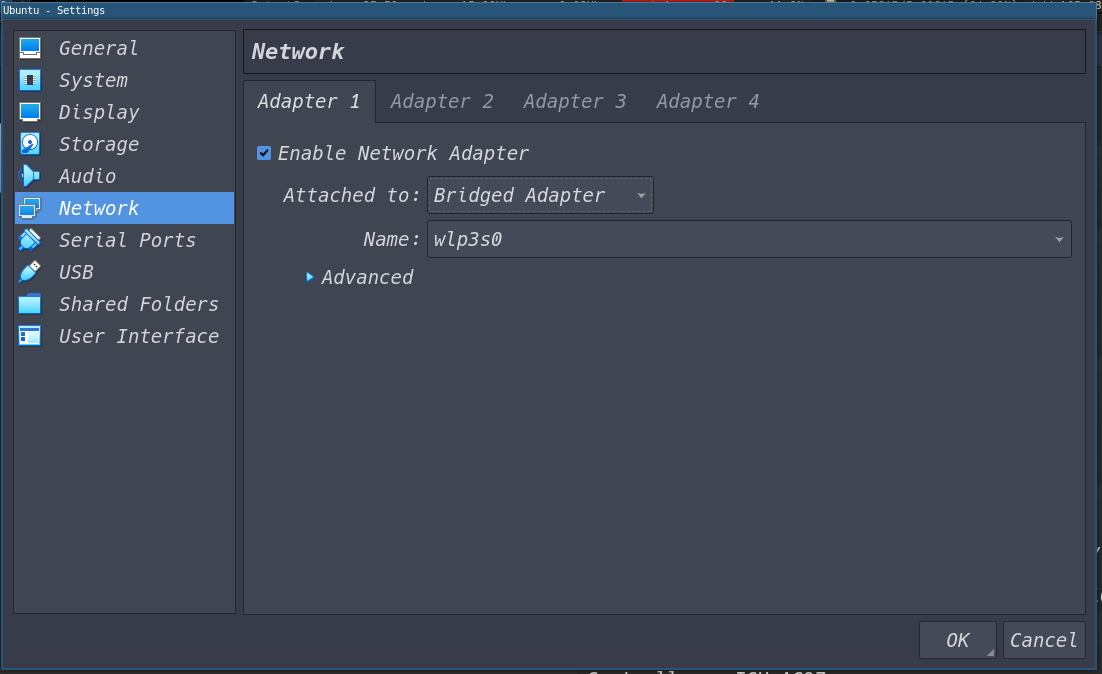 Ubuntu - Settings
General
System
Display
Storage
Audio
Network
Serial Ports
USB
Shared Folders
User Interface
Network
Adapter 1 Adapter 2 Adapter 3 Adapter 4
Enable Network Adapter
Attached to: Bridged Adapter
Name: wlp3s0
Advanced
OK Cancel